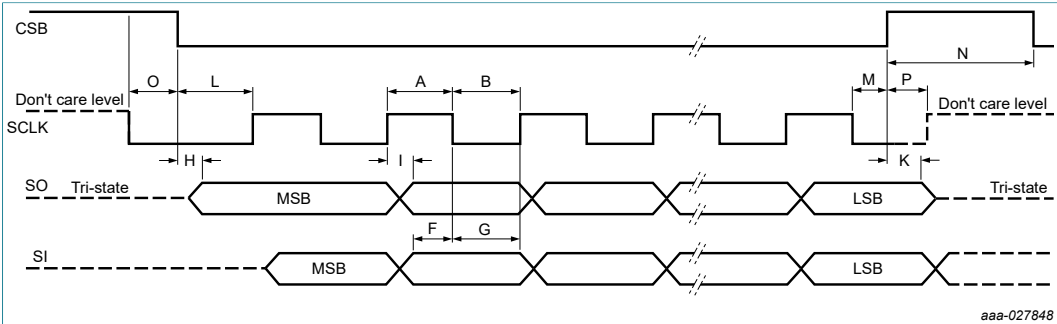 CSB
O
L
A
B
M
P
N
Don't care level
Don't care level
SCLK
H
I
K
SO
Tri-state
MSB
LSB
Tri-state
F
G
SI
MSB
LSB
aaa-027848